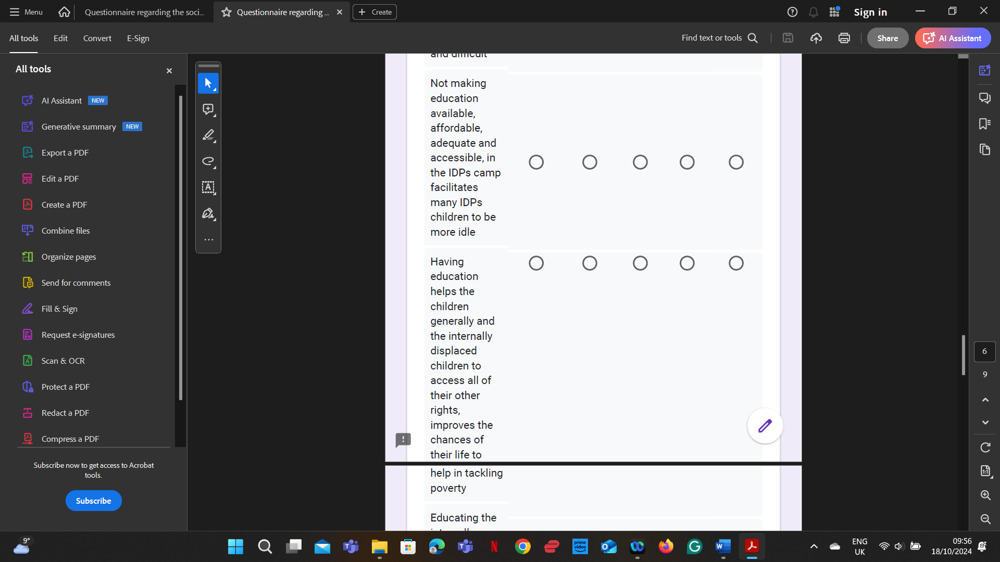 Menu
Questionnaire regarding the soci...
Questionnaire regarding ...
Create
Sign in
All tools
Edit
Convert
E-Sign
Find text or tools
Share
AI Assistant
All tools
AI Assistant NEW
Generative summary NEW
Export a PDF
Edit a PDF
Create a PDF
Combine files
Organize pages
Send for comments
Fill & Sign
Request e-signatures
Scan & OCR
Protect a PDF
Redact a PDF
Compress a PDF
Subscribe now to get access to Acrobat
tools.
Subscribe
and difficult
Not making
education
available,
affordable,
adequate and
accessible, in
the IDPs camp
facilitates
many IDPs
children to be
more idle
Having
education
helps the
children
generally and
the internally
displaced
children to
access all of
their other
rights,
improves the
chances of
their life to
help in tackling
poverty
Educating the
6
9
9°
prime
video
ENG
UK
09:56
18/10/2024